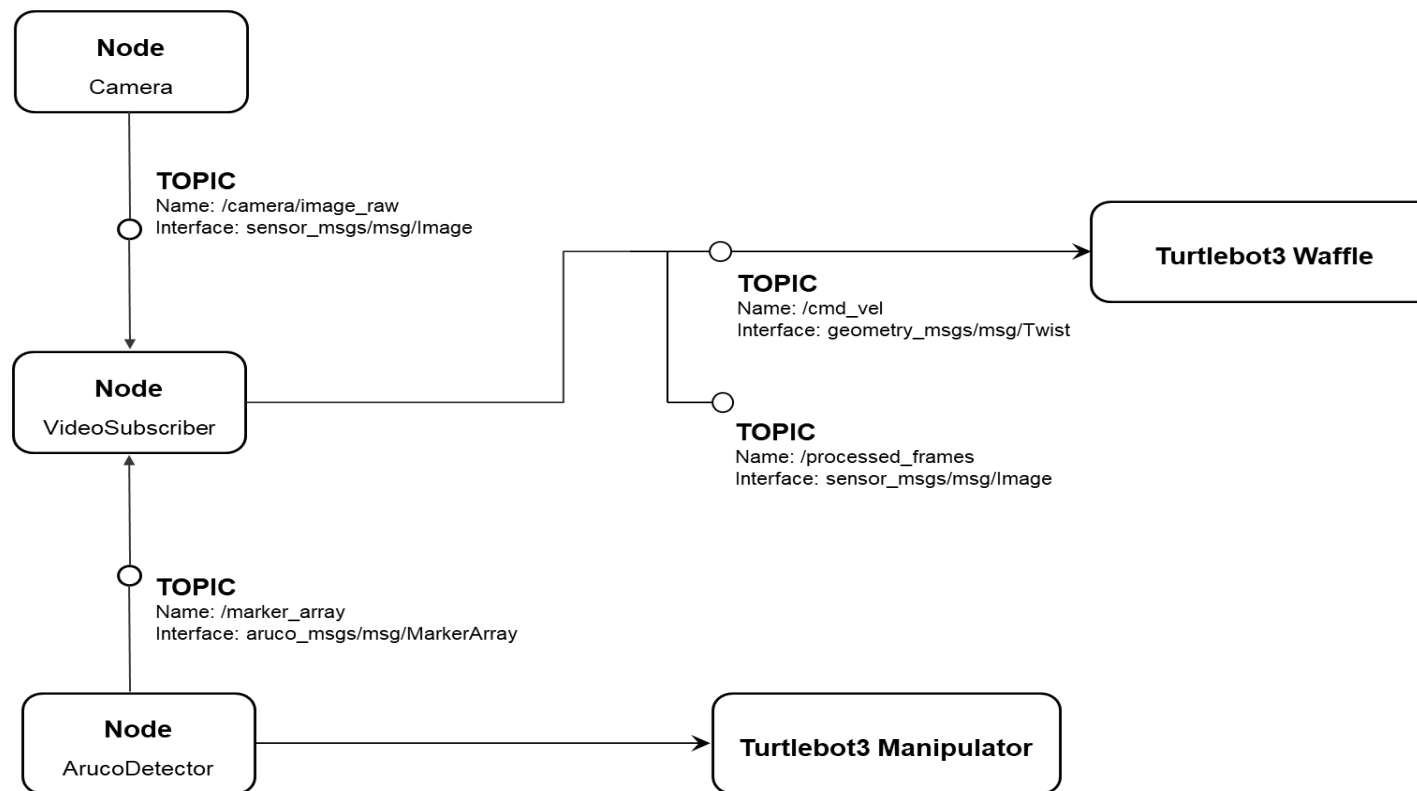 Node
Camera
TOPIC
Name: /camera/image_raw
Interface: sensor_msgs/msg/Image
Turtlebot3 Waffle
TOPIC
Name: /cmd_vel
Interface: geometry_msgs/msg/Twist
Node
VideoSubscriber
TOPIC
Name: /processed_frames
Interface: sensor_msgs/msg/Image
TOPIC
Name: /marker_array
Interface: aruco_msgs/msg/MarkerArray
Node
ArucoDetector
Turtlebot3 Manipulator